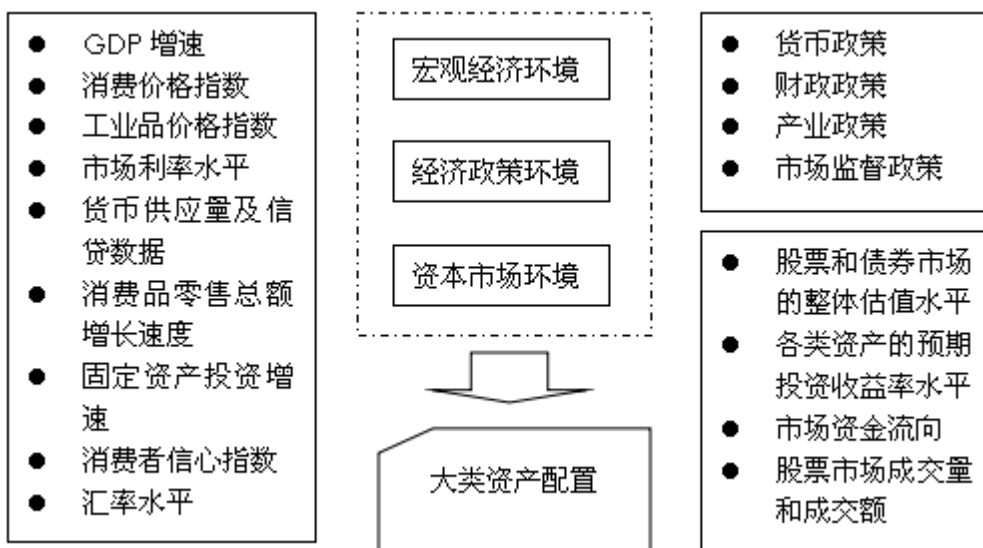 ● GDP 增速
● 消费价格指数
● 工业品价格指数
● 市场利率水平
● 货币供应量及信
贷数据
● 消费品零售总额
增长速度
● 固定资产投资增
速
● 消费者信心指数
● 汇率水平
宏观经济环境
经济政策环境
资本市场环境
大类资产配置
● 货币政策
● 财政政策
● 产业政策
● 市场监督政策
● 股票和债券市场
的整体估值水平
● 各类资产的预期
投资收益率水平
● 市场资金流向
● 股票市场成交量
和成交额